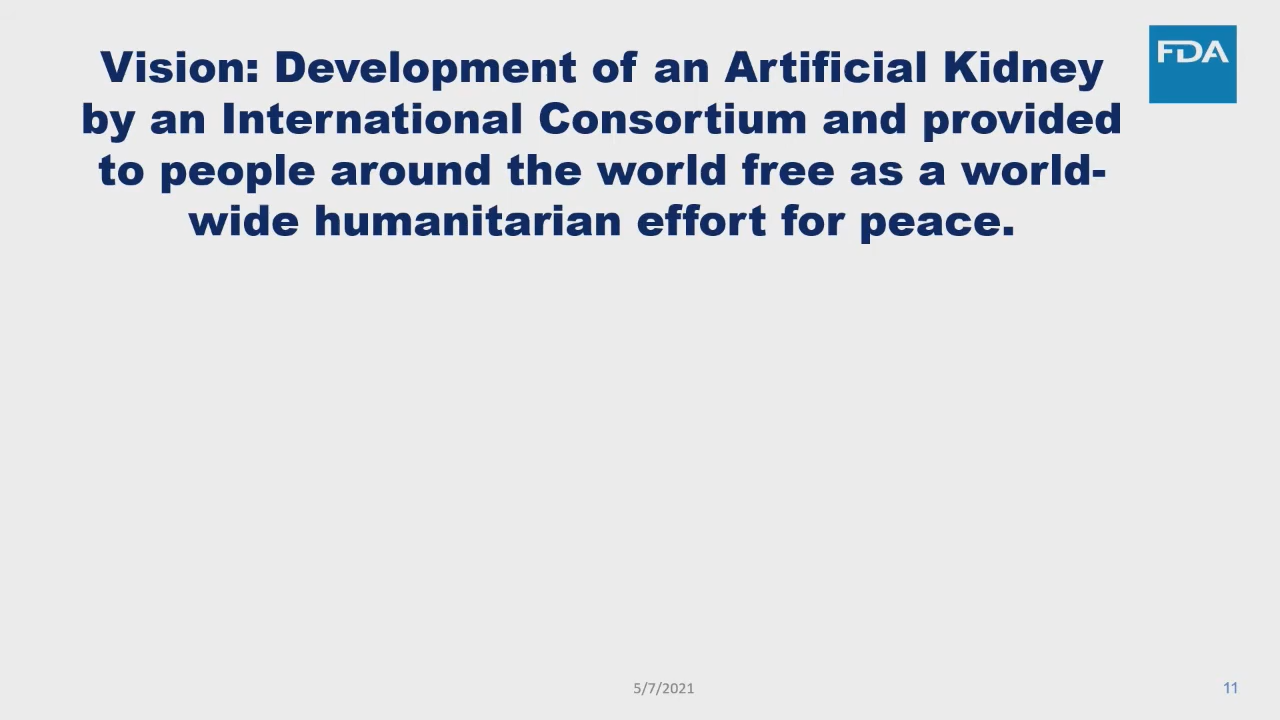 Vision: Development of an Artificial Kidney
by an International Consortium and provided
to people around the world free as a world-
wide humanitarian effort for peace.
FDA
5/7/2021
11